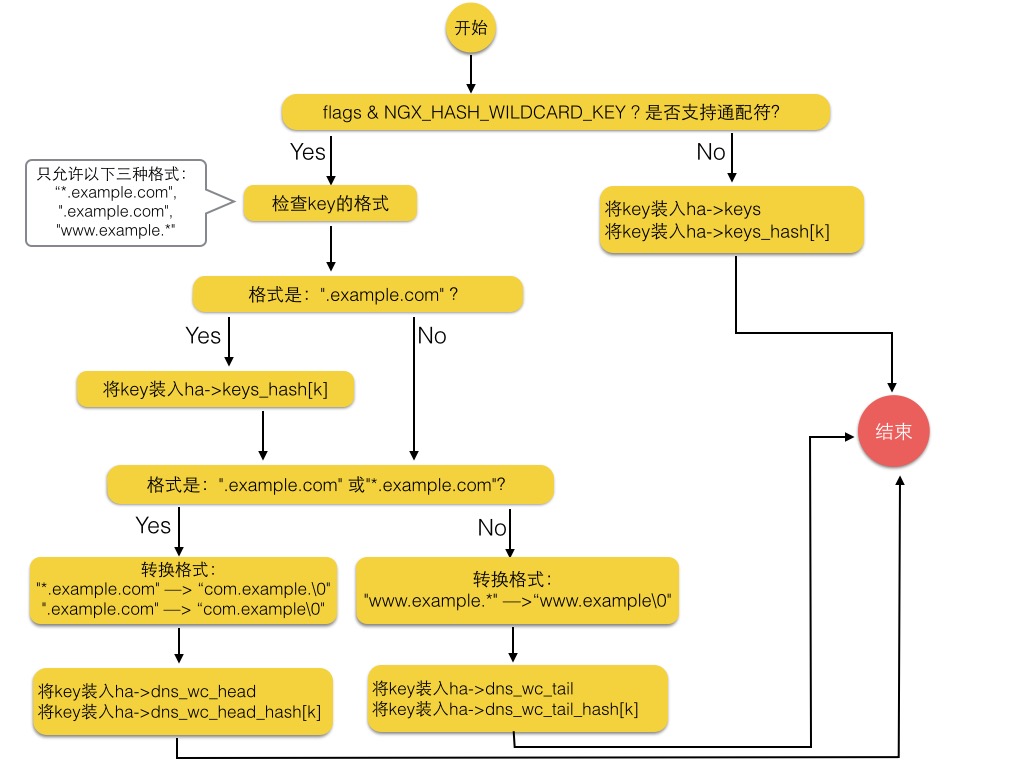 开始
flags & NGX_HASH_WILDCARD_KEY ? 是否支持通配符?
Yes
No
只允许以下三种格式：
“*.example.com",
".example.com",
"www.example.*"
检查key的格式
将key装入ha->keys
将key装入ha->keys_hash[k]
格式是：".example.com" ?
Yes
No
将key装入ha->keys_hash[k]
结束
格式是：".example.com" 或"*.example.com"?
Yes
No
转换格式：
"*.example.com" —> “com.example.\0"
".example.com" —> “com.example\0"
转换格式：
"www.example.*" —>“www.example\0"
将key装入ha->dns_wc_head
将key装入ha->dns_wc_head_hash[k]
将key装入ha->dns_wc_tail
将key装入ha->dns_wc_tail_hash[k]